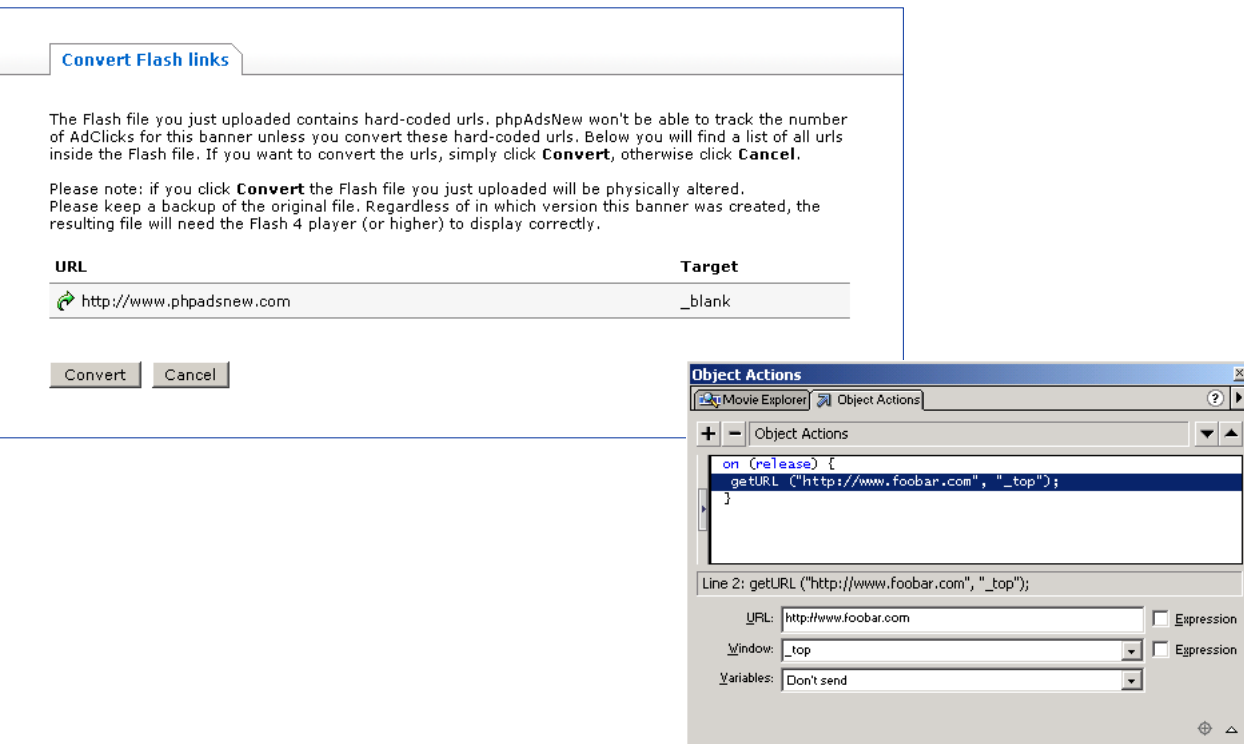 Convert Flash links
The Flash file you just uploaded contains hard-coded urls. phpAdsNew won't be able to track the number
of AdClicks for this banner unless you convert these hard-coded urls. Below you will find a list of all urls
inside the Flash file. If you want to convert the urls, simply click Convert, otherwise click Cancel.
Please note: if you click Convert the Flash file you just uploaded will be physically altered.
Please keep a backup of the original file. Regardless of in which version this banner was created, the
resulting file will need the Flash 4 player (or higher) to display correctly.
URL Target
http://www.phpadsnew.com _blank
Convert Cancel
Object Actions
Movie Explorer Object Actions
Object Actions
on (release) {
getURL ("http://www.foobar.com", "_top");
}
Line 2: getURL ("http://www.foobar.com", "_top");
URL: http://www.foobar.com Expression
Window: _top Expression
Variables: Don't send